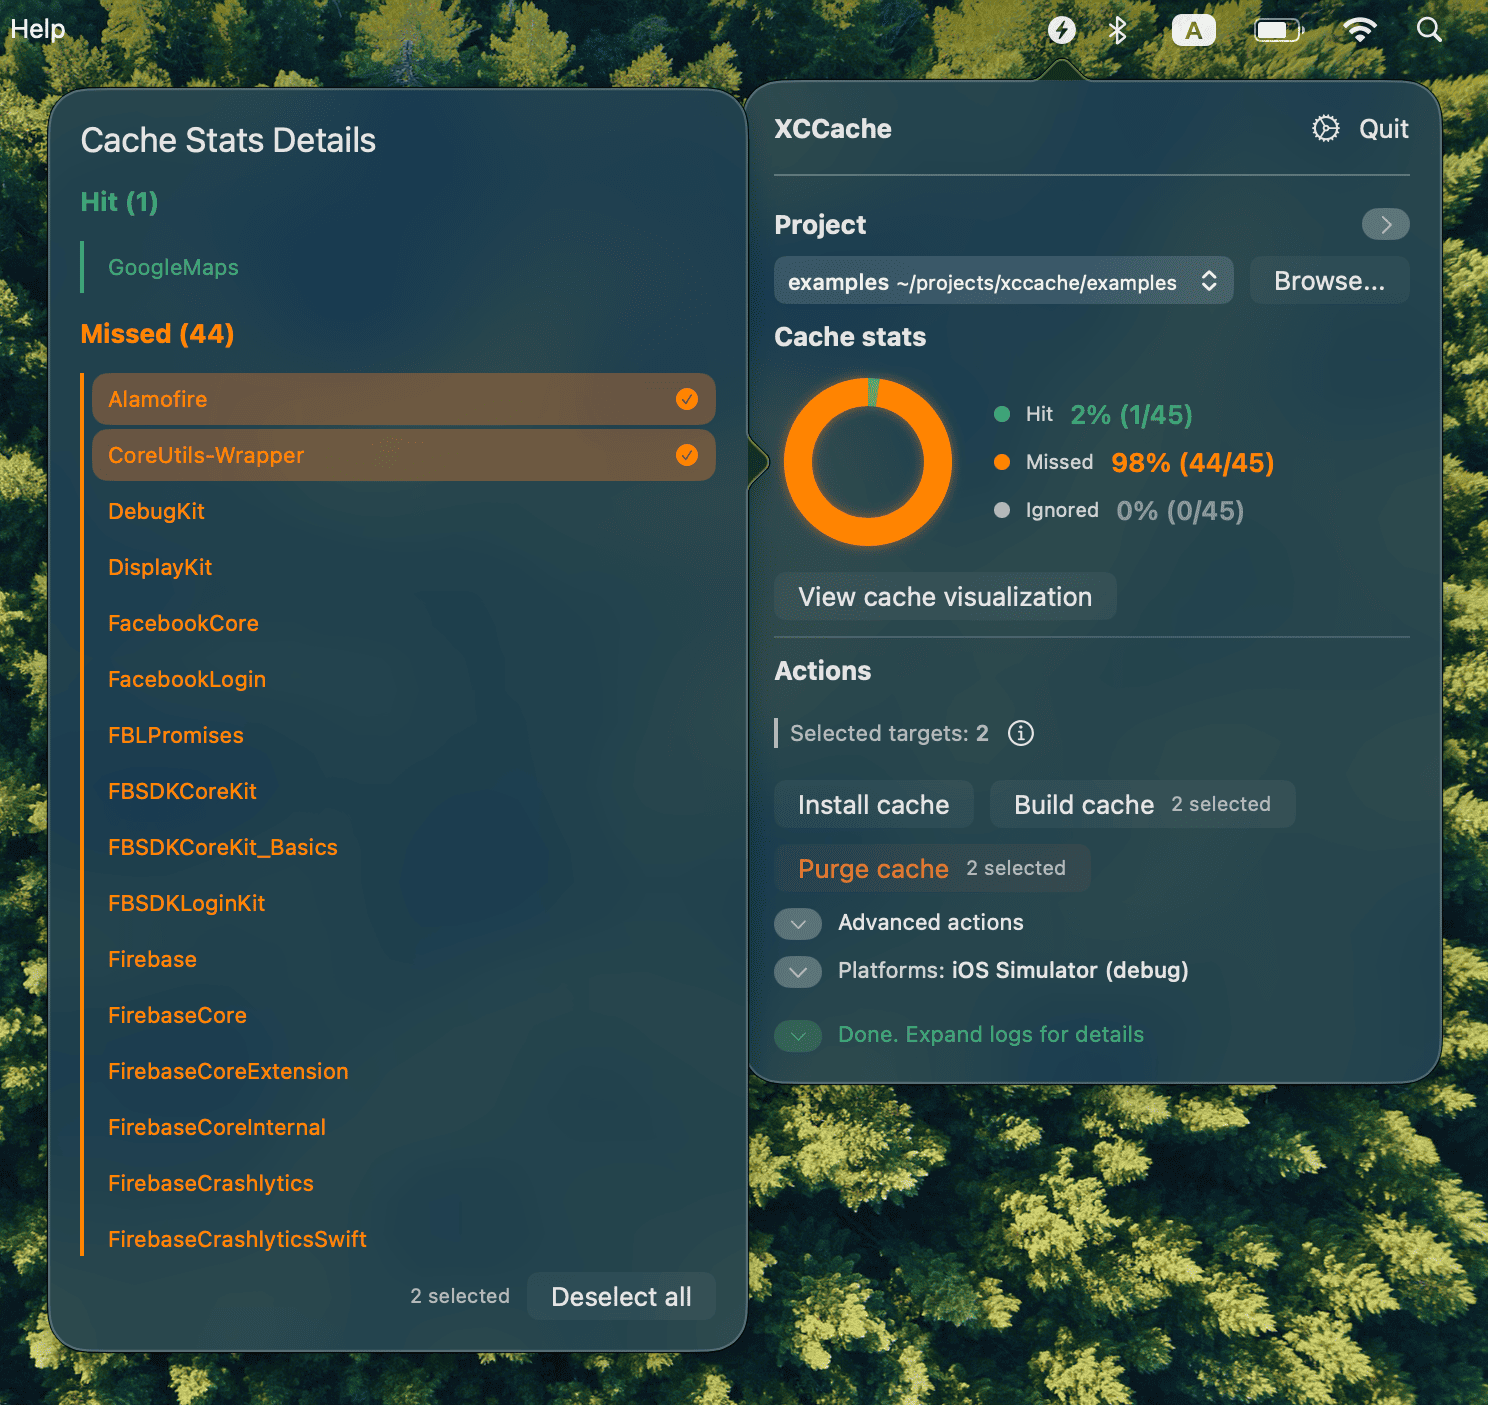 Help
A
Cache Stats Details
Hit (1)
GoogleMaps
Missed (44)
Alamofire
CoreUtils-Wrapper
DebugKit
DisplayKit
FacebookCore
FacebookLogin
FBLPromises
FBSDKCoreKit
FBSDKCoreKit_Basics
FBSDKLoginKit
Firebase
FirebaseCore
FirebaseCoreExtension
FirebaseCoreInternal
FirebaseCrashlytics
FirebaseCrashlyticsSwift
2 selected Deselect all
XCCache Quit
Project
examples ~/projects/xccache/examples Browse...
Cache stats
Hit 2% (1/45)
Missed 98% (44/45)
Ignored 0% (0/45)
View cache visualization
Actions
Selected targets: 2
Install cache Build cache 2 selected
Purge cache 2 selected
Advanced actions
Platforms: iOS Simulator (debug)
Done. Expand logs for details